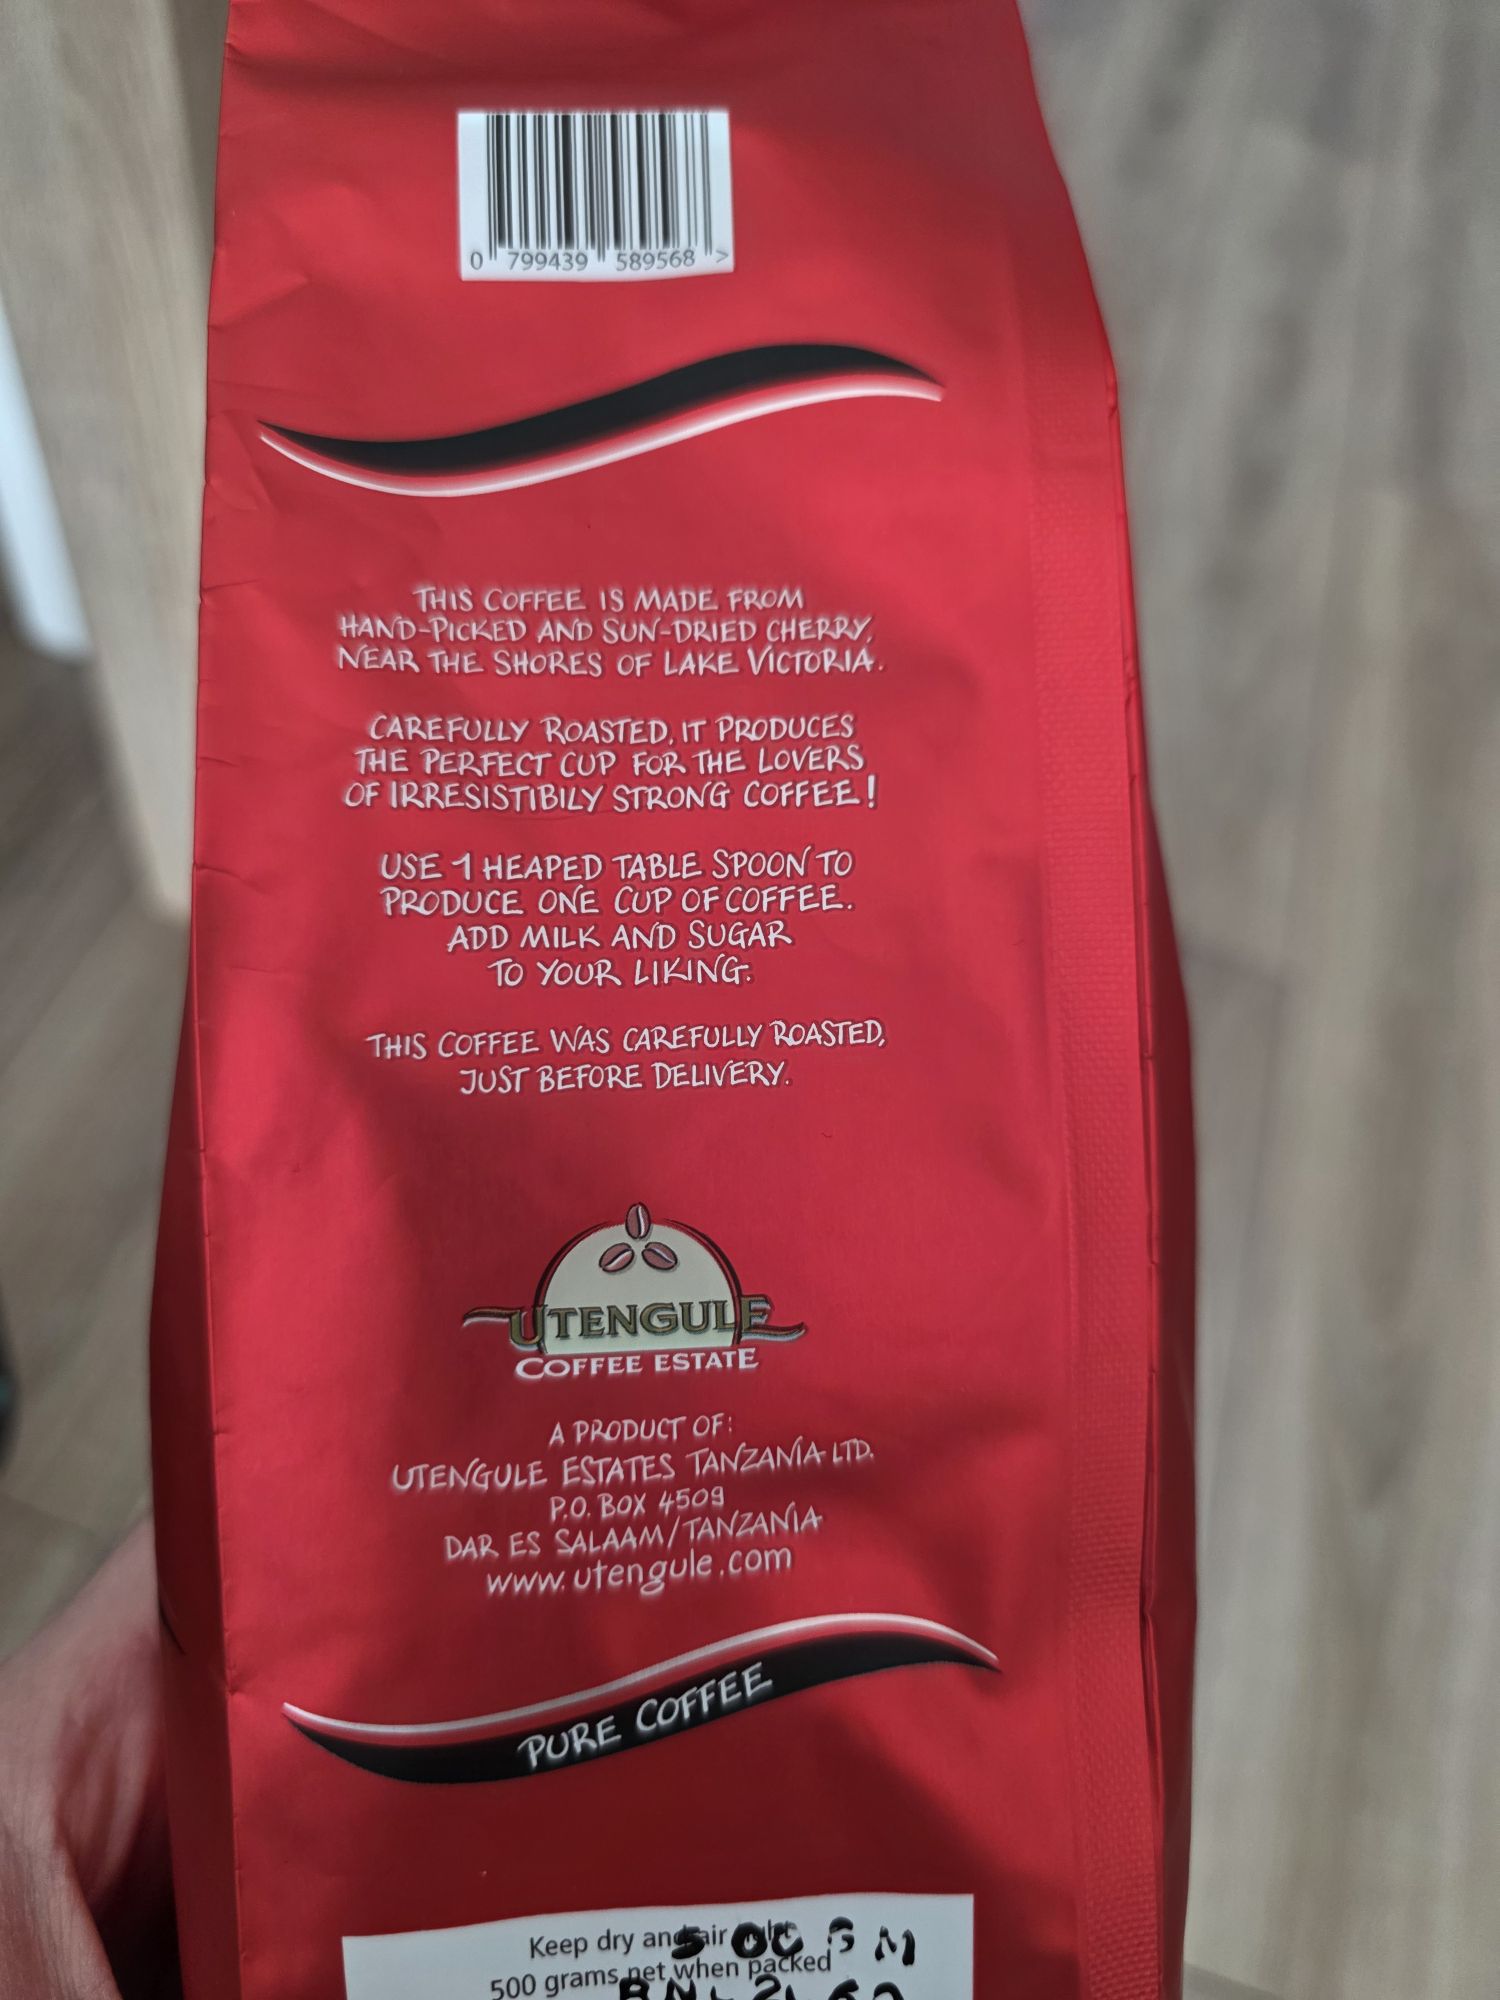 0 799439 589568 >
THIS COFFEE IS MADE FROM
HAND-PICKED AND SUN-DRIED CHERRY,
NEAR THE SHORES OF LAKE VICTORIA.
CAREFULLY ROASTED, IT PRODUCES
THE PERFECT CUP FOR THE LOVERS
OF IRRESISTIBILY STRONG COFFEE!
USE 1 HEAPED TABLE SPOON TO
PRODUCE ONE CUP OF COFFEE.
ADD MILK AND SUGAR
TO YOUR LIKING.
THIS COFFEE WAS CAREFULLY ROASTED,
JUST BEFORE DELIVERY.
UTENGULE
COFFEE ESTATE
A PRODUCT OF:
UTENGULE ESTATES TANZANIA LTD.
P.O. BOX 4509
DAR ES SALAAM/TANZANIA
www.utengule.com
PURE COFFEE
Keep dry and air
500 GM
500 grams net when packed